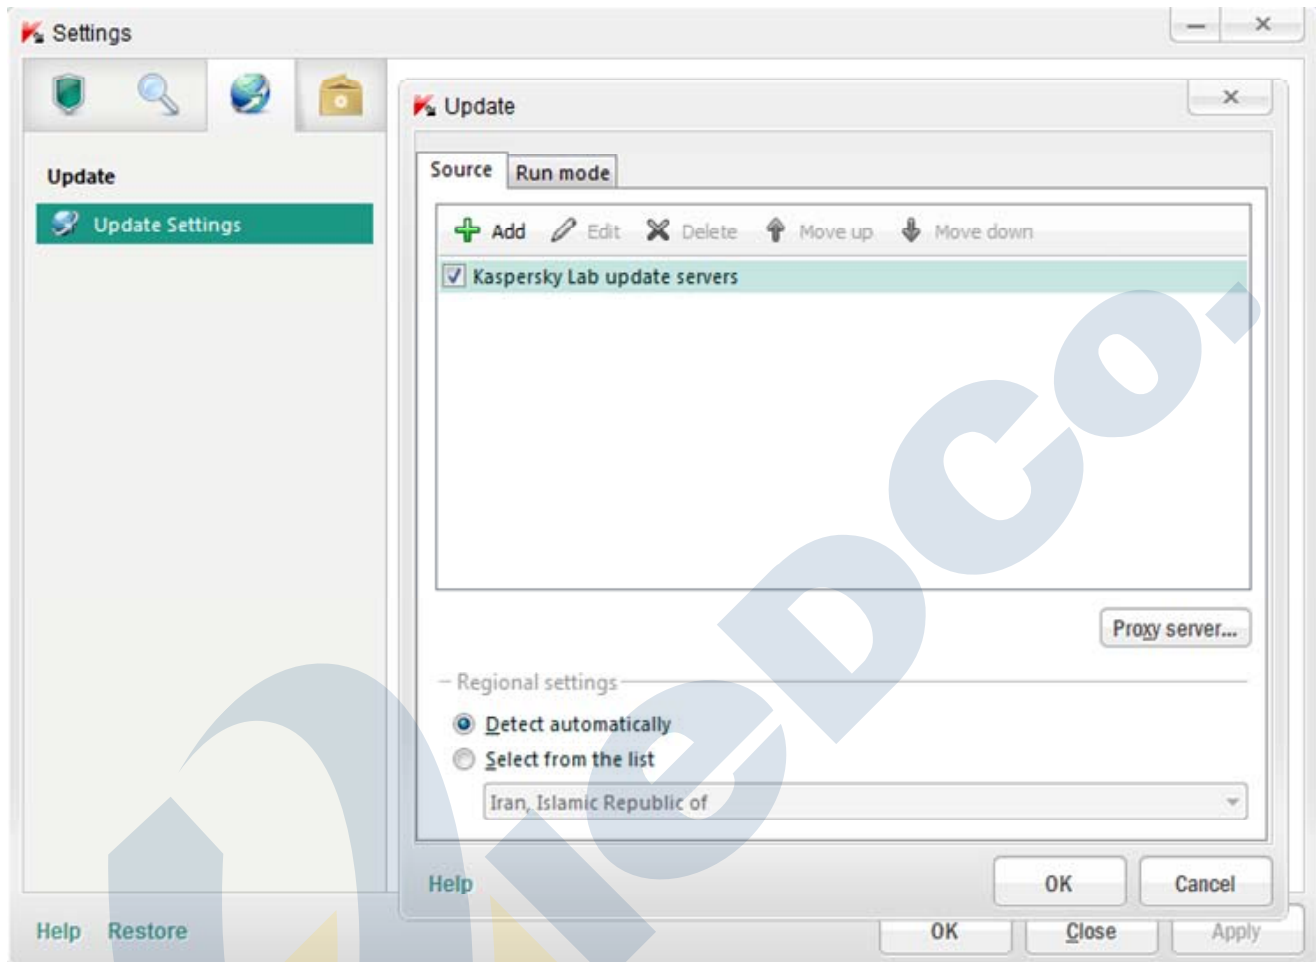 Settings
Update
Update Settings
Update
Source Run mode
Add Edit Delete Move up Move down
Kaspersky Lab update servers
Proxy server...
Regional settings
Detect automatically
Select from the list
Iran, Islamic Republic of
Help OK Cancel
Help Restore OK Close Apply